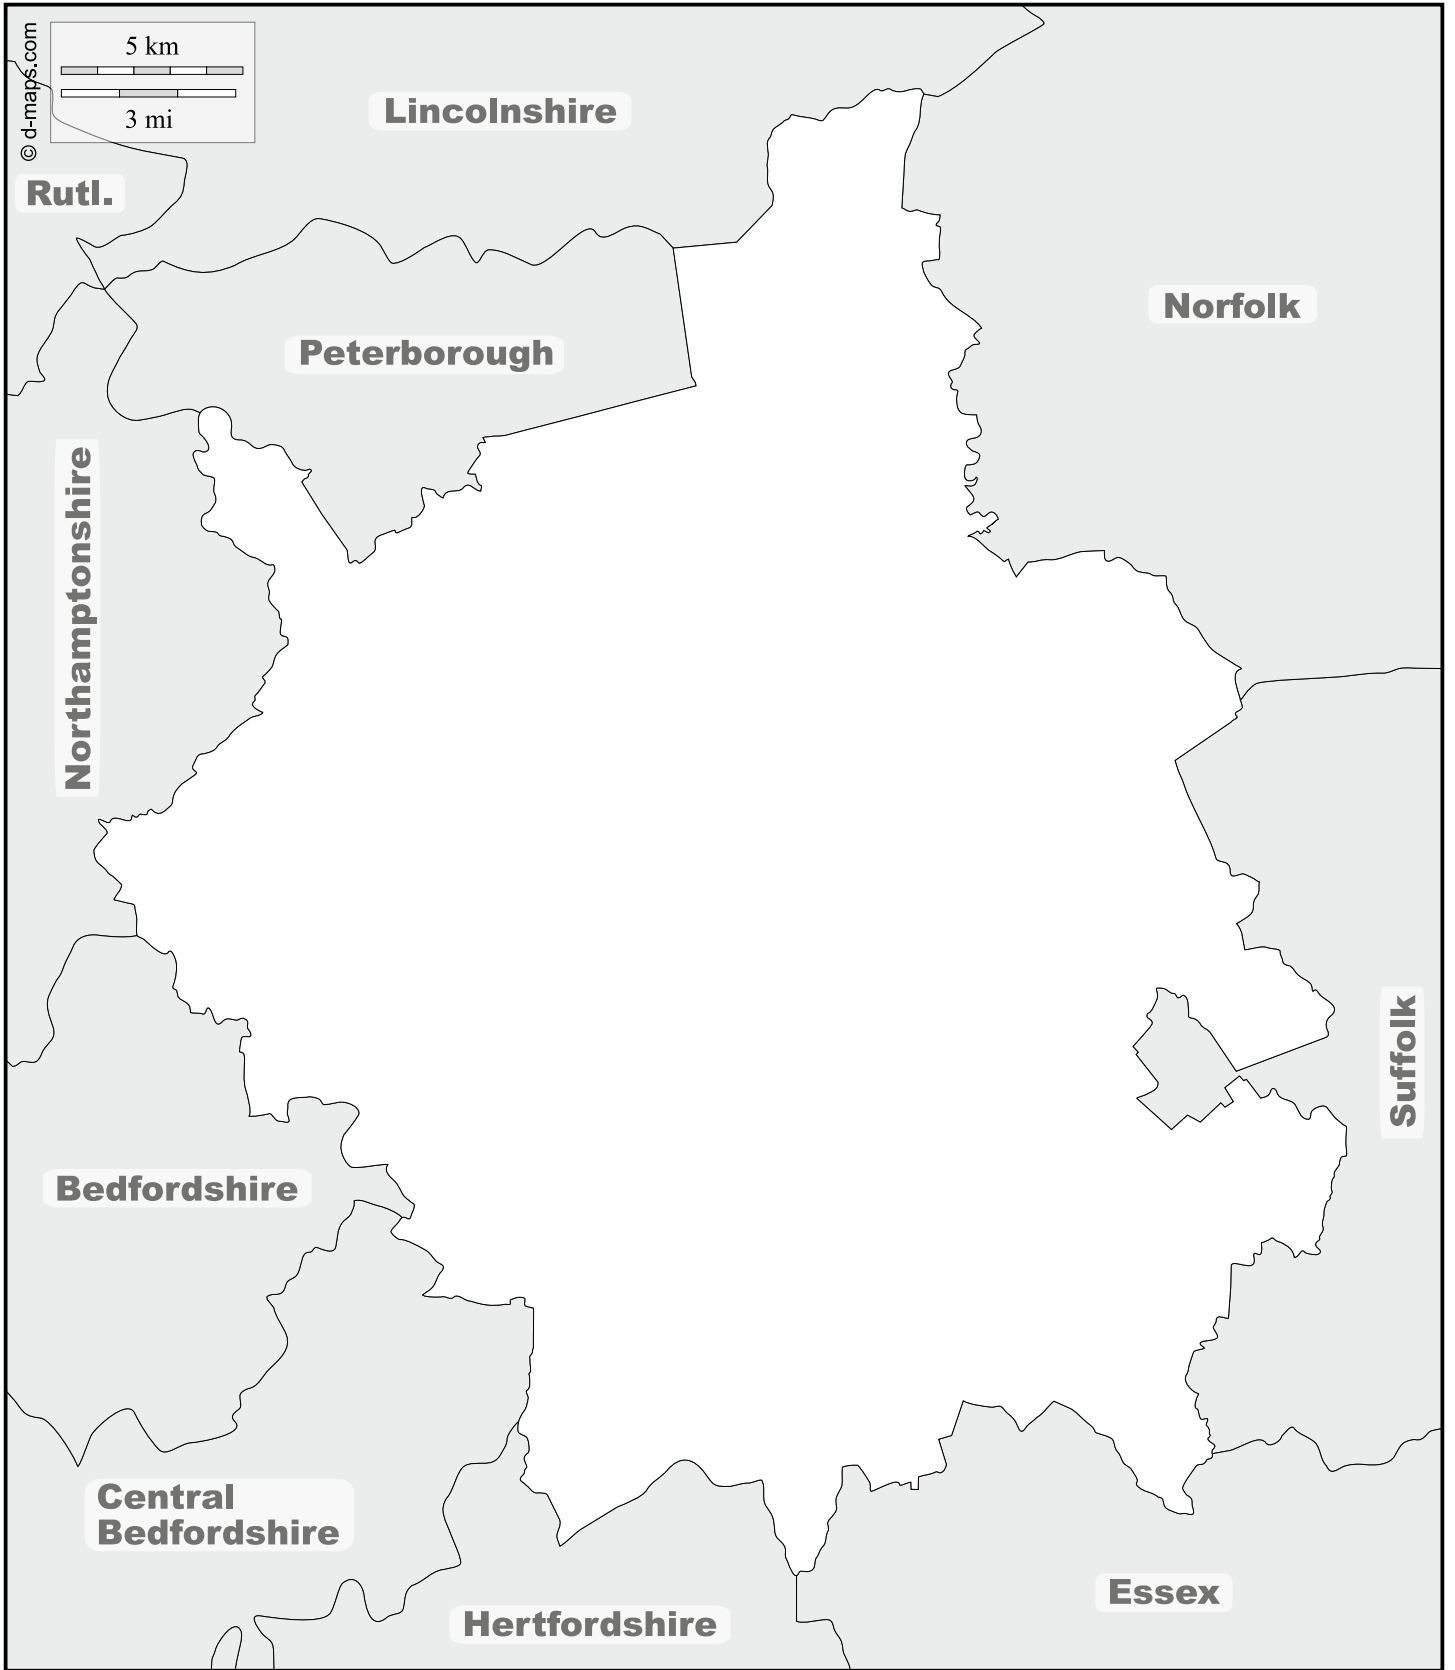 5 km
3 mi
© d-maps.com
Lincolnshire
Rutl.
Norfolk
Peterborough
Northamptonshire
Suffolk
Bedfordshire
Central
Bedfordshire
Hertfordshire
Essex